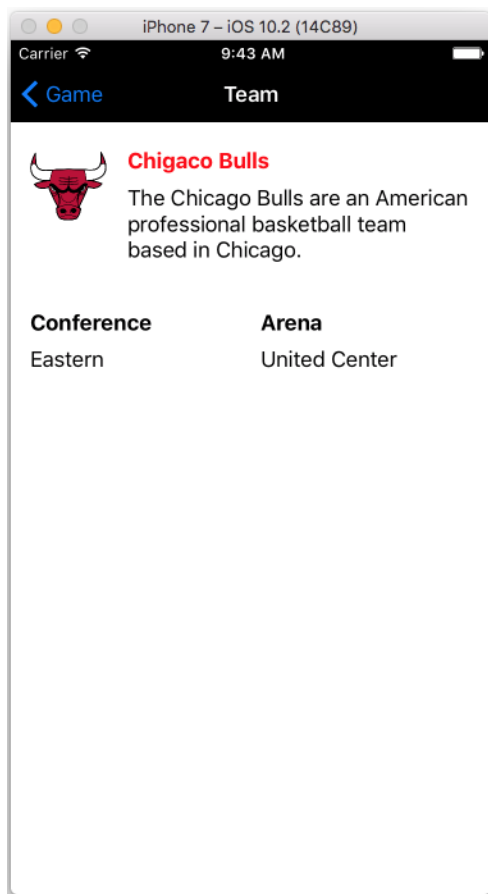 iPhone 7 – iOS 10.2 (14C89)
Carrier 9:43 AM
Game Team
Chigaco Bulls
The Chicago Bulls are an American
professional basketball team
based in Chicago.
Conference Arena
Eastern United Center